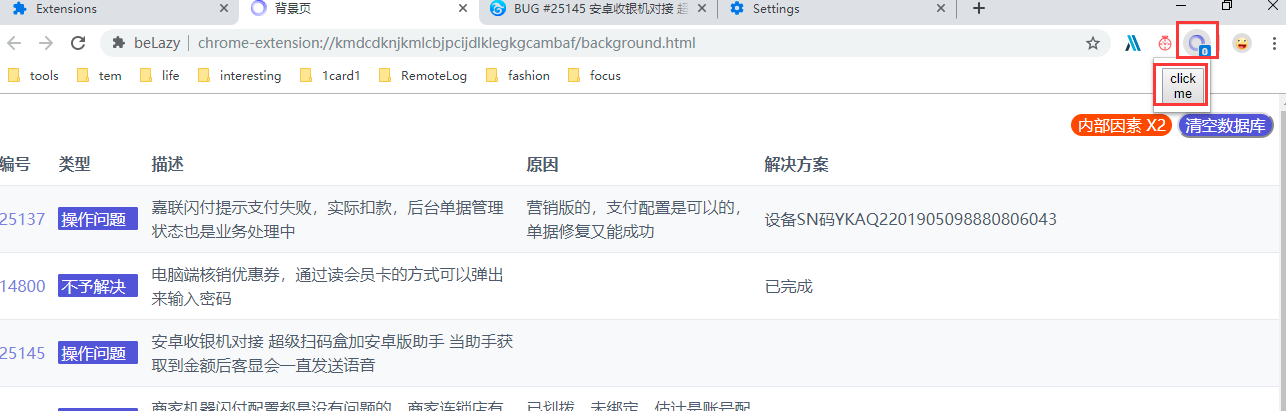 Extensions
背景页
BUG #25145 安卓收银机对接 超
Settings
beLazy
chrome-extension://kmdcdknjkmlcbjpcijdlklegkgcambaf/background.html
0
tools
tem
life
interesting
1card1
RemoteLog
fashion
focus
click
me
内部因素 X2
清空数据库
编号 类型 描述 原因 解决方案
25137 操作问题
嘉联闪付提示支付失败，实际扣款，后台单据管理
状态也是业务处理中
营销版的，支付配置是可以的，
单据修复又能成功
设备SN码YKAQ2201905098880806043
14800 不予解决
电脑端核销优惠券，通过读会员卡的方式可以弹出
来输入密码
已完成
25145 操作问题
安卓收银机对接 超级扫码盒加安卓版助手 当助手获
取到金额后客显会一直发送语音
商家机器闪付配置都是没有问题的，商家连锁店有
已划拨，未绑定，估计是账号配